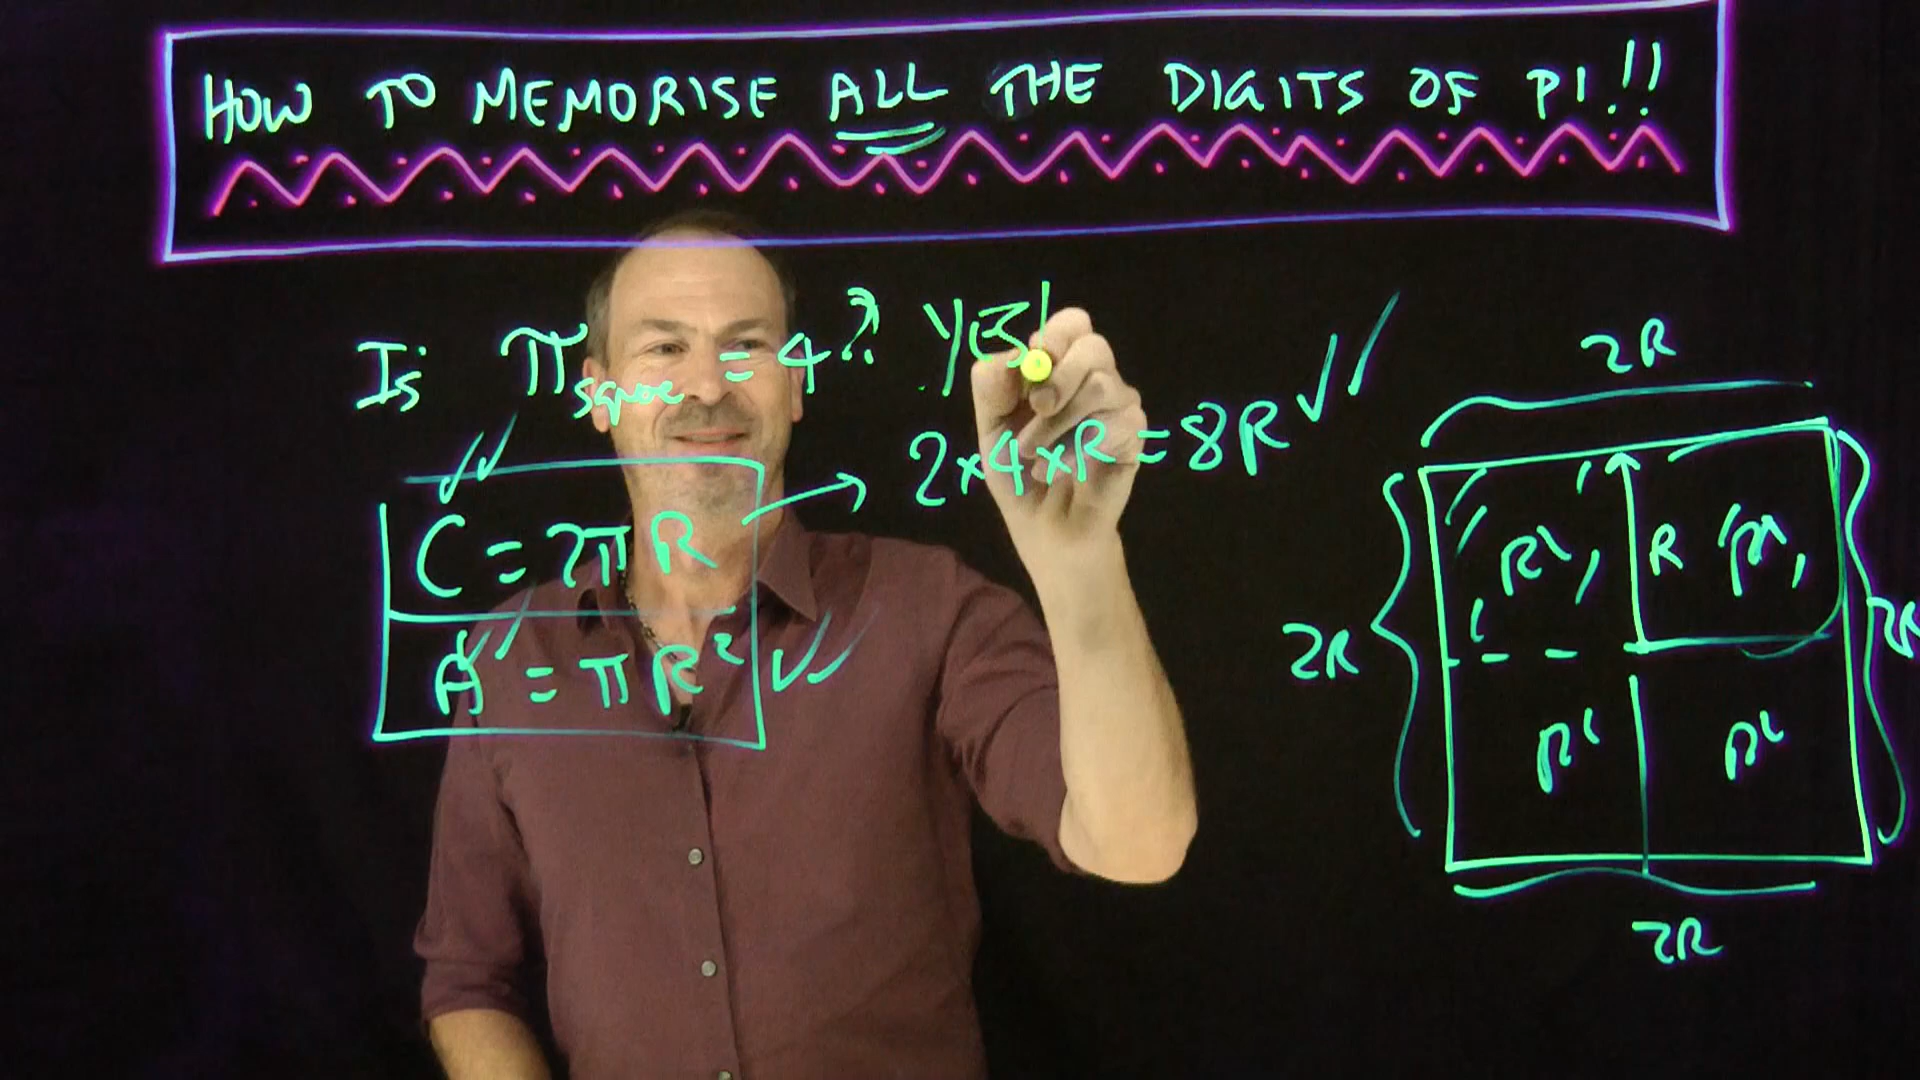 HOW TO MEMORISE ALL THE DIGITS OF PI!!
Is π square = 4? YES!
C = 2πR → 2×4×R = 8R
A = πR²
2R
2R
R² R R²
2R
R² R²
2R